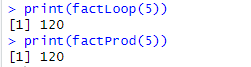 > print(factLoop(5))
[1] 120
> print(factProd(5))
[1] 120